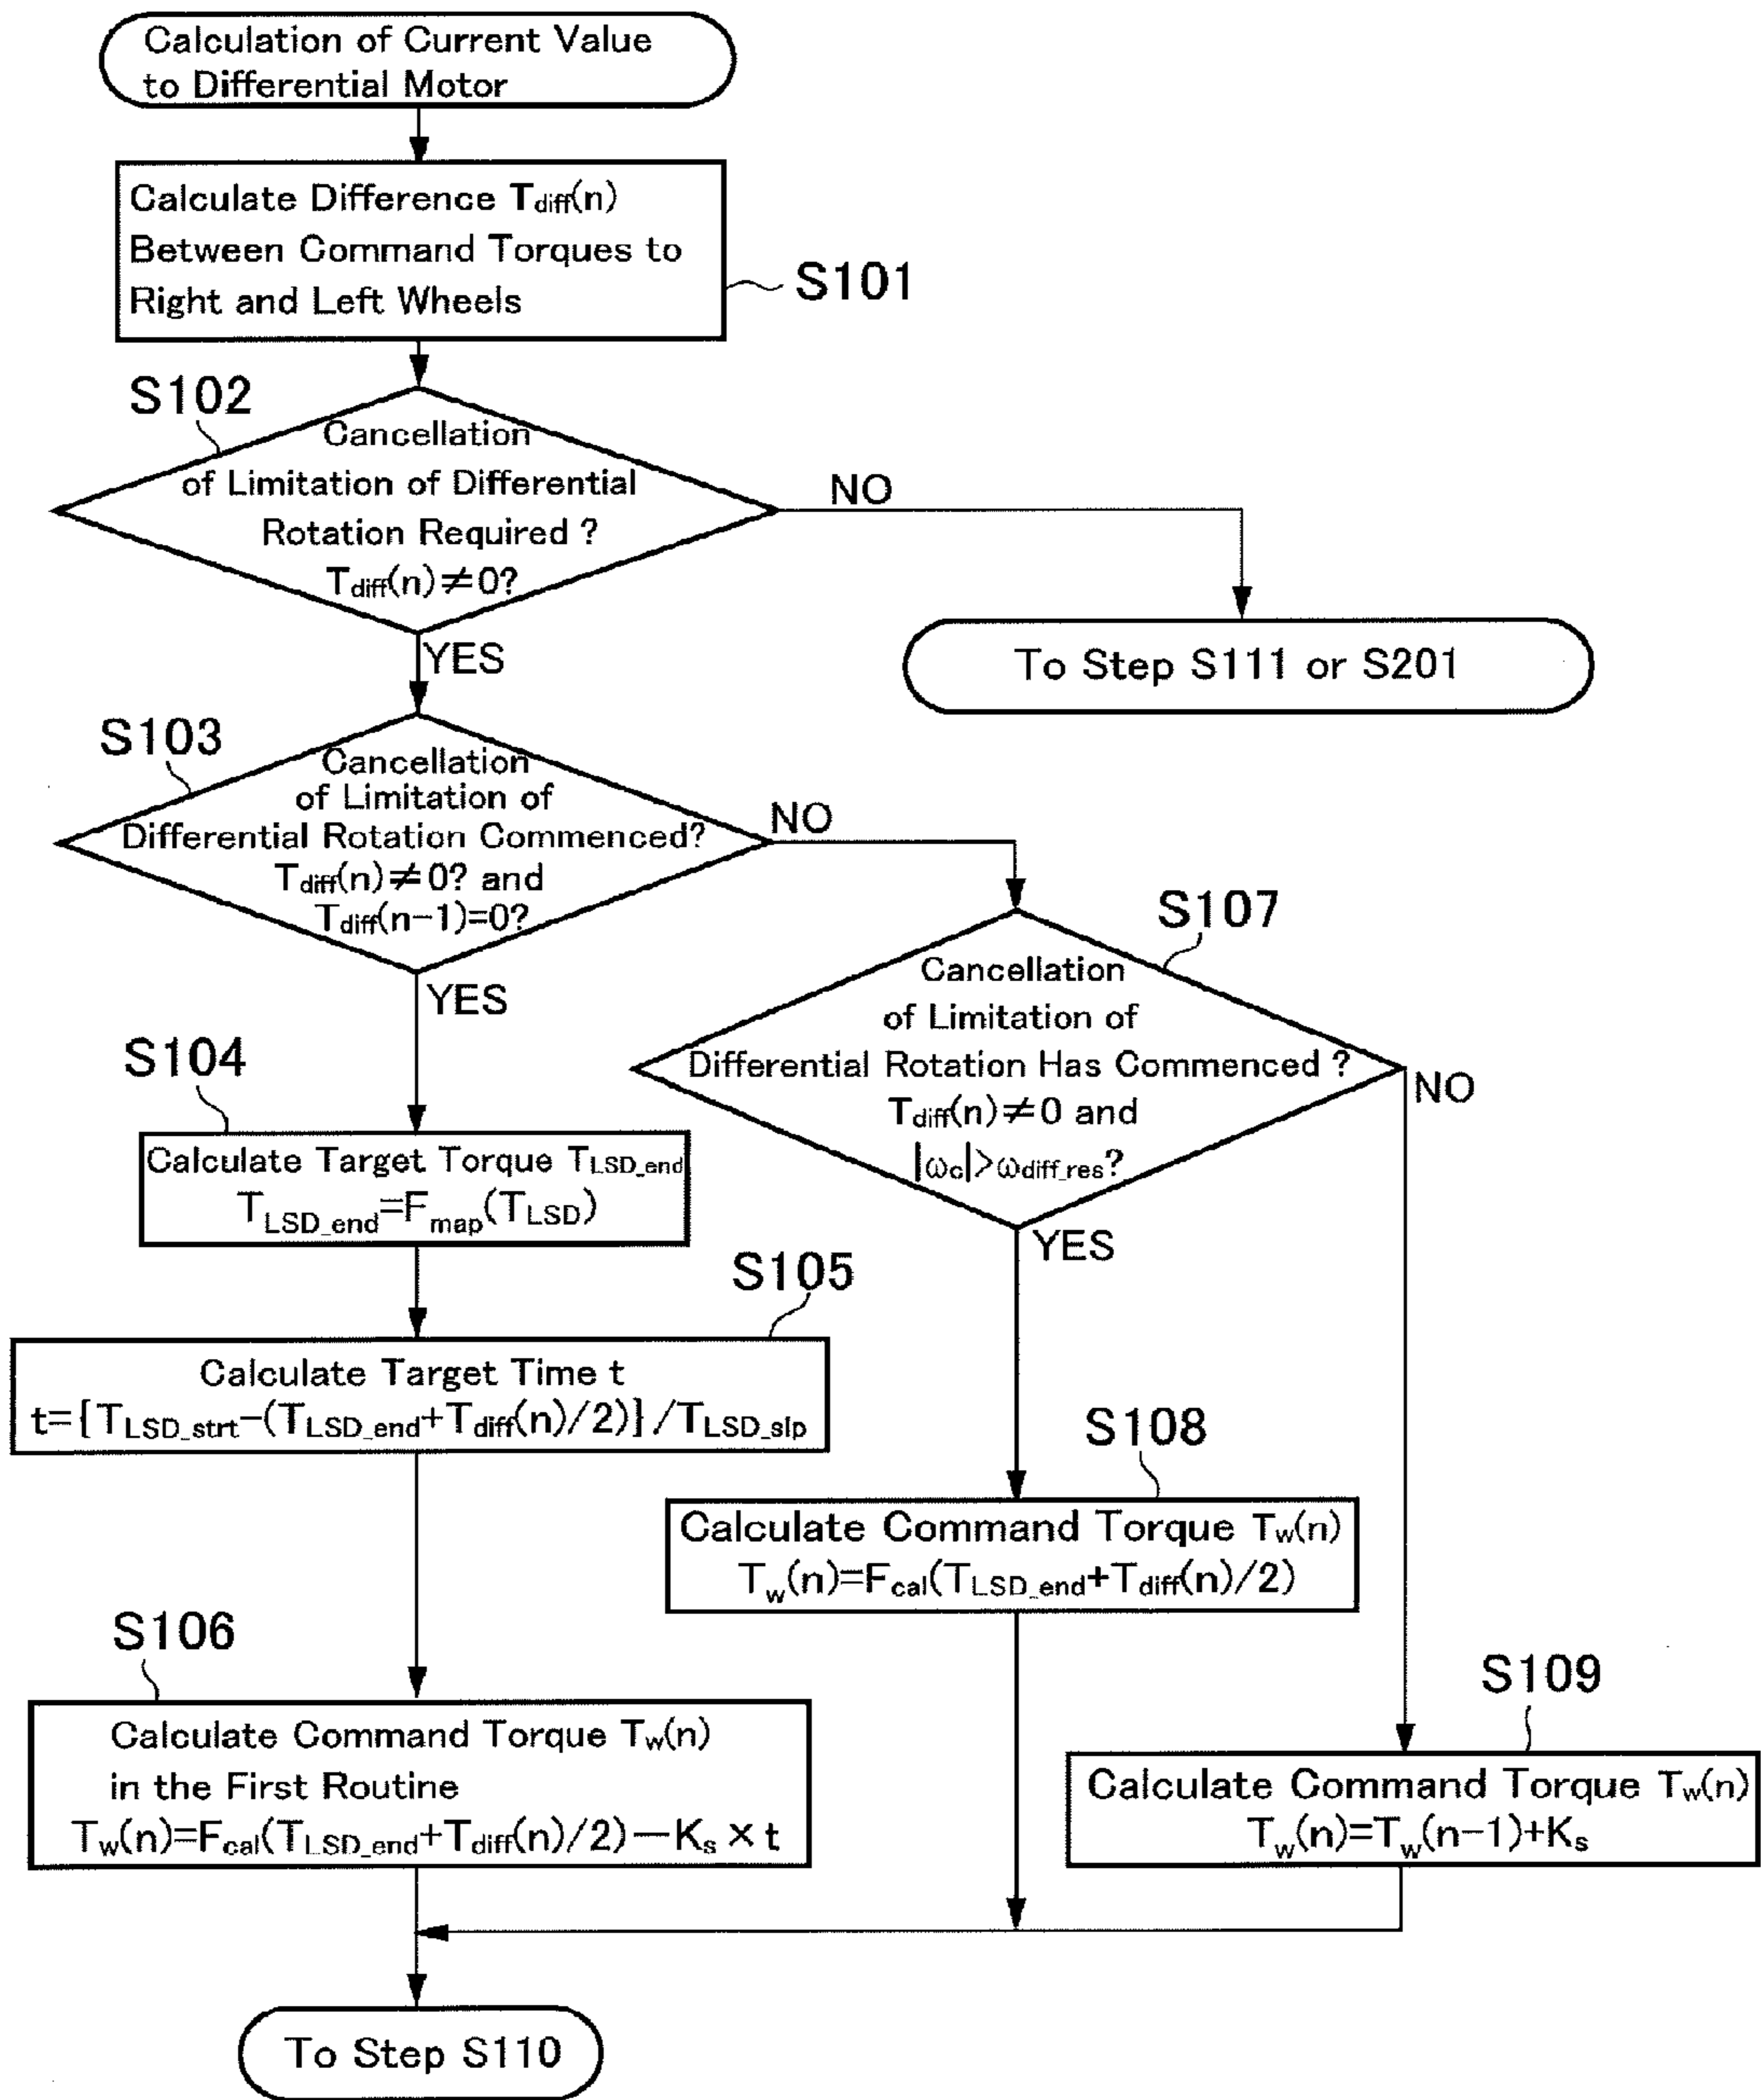 Calculation of Current Value
to Differential Motor
Calculate Difference Tdiff(n)
Between Command Torques to
Right and Left Wheels
S101
S102
Cancellation
of Limitation of Differential
Rotation Required ?
Tdiff(n)≠0?
NO
YES
To Step S111 or S201
S103
Cancellation
of Limitation of
Differential Rotation Commenced?
Tdiff(n)≠0? and
Tdiff(n-1)=0?
NO
YES
S107
Cancellation
of Limitation of
Differential Rotation Has Commenced ?
Tdiff(n)≠0 and
|ωc|>ωdiff_res?
NO
YES
S104
Calculate Target Torque TLSD_end
TLSD_end=Fmap(TLSD)
S105
Calculate Target Time t
t={TLSD_strt-(TLSD_end+Tdiff(n)/2)}/TLSD_slp
S108
Calculate Command Torque Tw(n)
Tw(n)=Fcal(TLSD_end+Tdiff(n)/2)
S106
Calculate Command Torque Tw(n)
in the First Routine
Tw(n)=Fcal(TLSD_end+Tdiff(n)/2)-Ks×t
S109
Calculate Command Torque Tw(n)
Tw(n)=Tw(n-1)+Ks
To Step S110